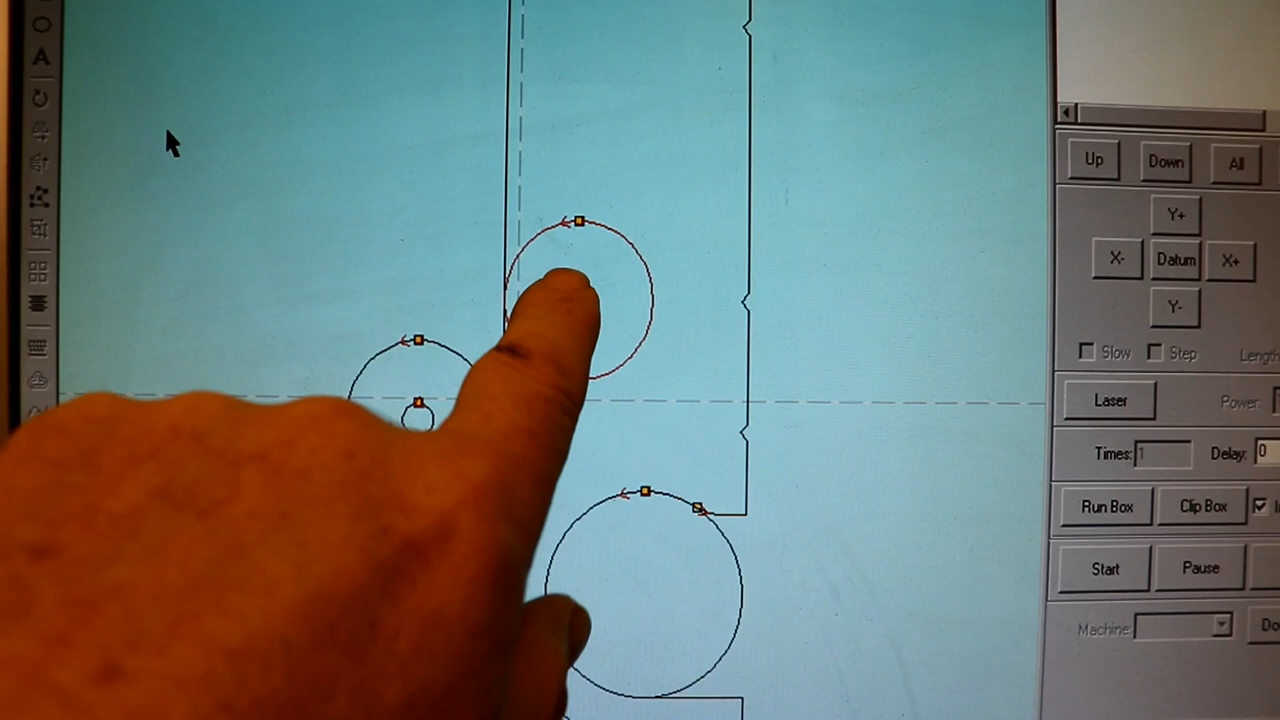 A
Up Down All
Y+
X- Datum X+
Y-
Slow Step Length
Laser Power:
Times: 1 Delay: 0
Run Box Clip Box
Start Pause
Machine: Do